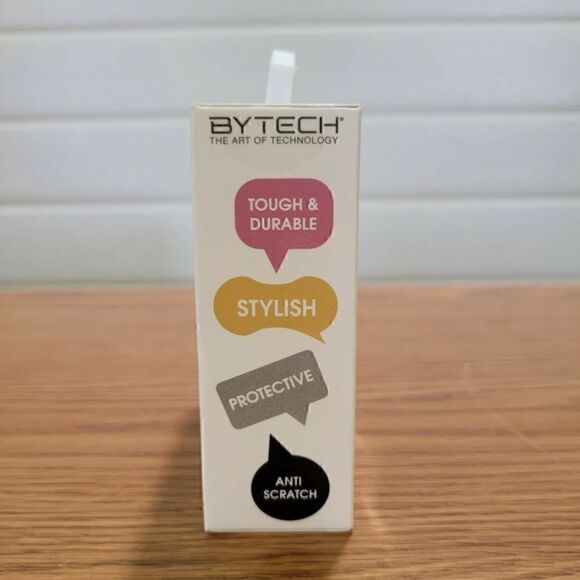 BYTECH®
THE ART OF TECHNOLOGY
TOUGH &
DURABLE
STYLISH
PROTECTIVE
ANTI
SCRATCH